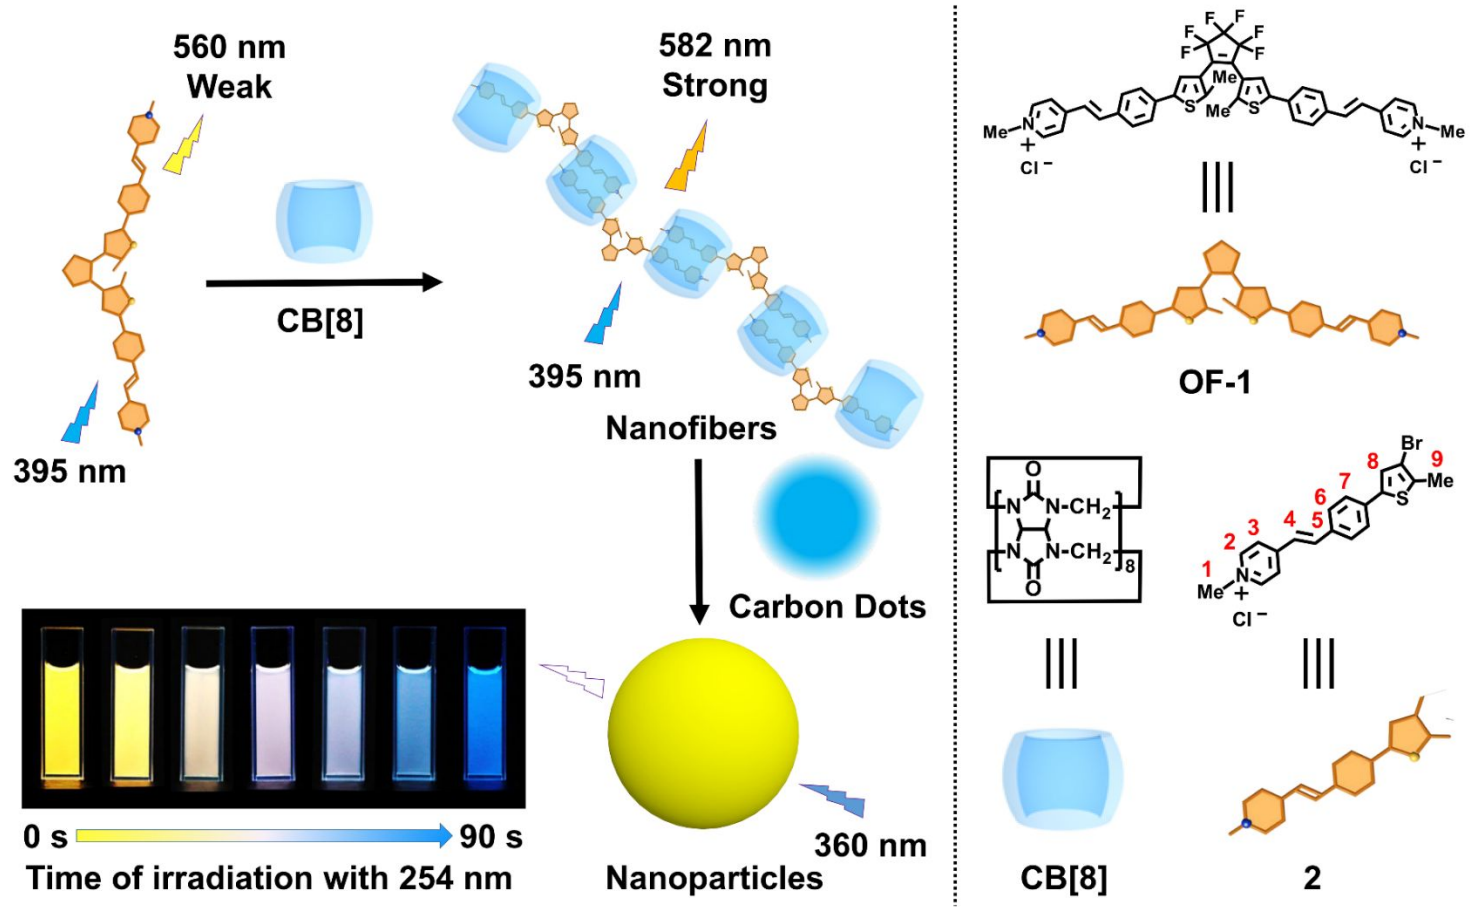 560 nm
Weak
395 nm
CB[8]
582 nm
Strong
395 nm
Nanofibers
Carbon Dots
360 nm
Nanoparticles
0 s
90 s
Time of irradiation with 254 nm
F F
F F
F F
Me
Me
S S
Me N + Cl −
N Me + Cl −
OF-1
O
N N CH₂
N N CH₂
8
O
CB[8]
Br
8 9
Me
7
S
6
5
4
3
2
1
N
Me +
Cl −
2